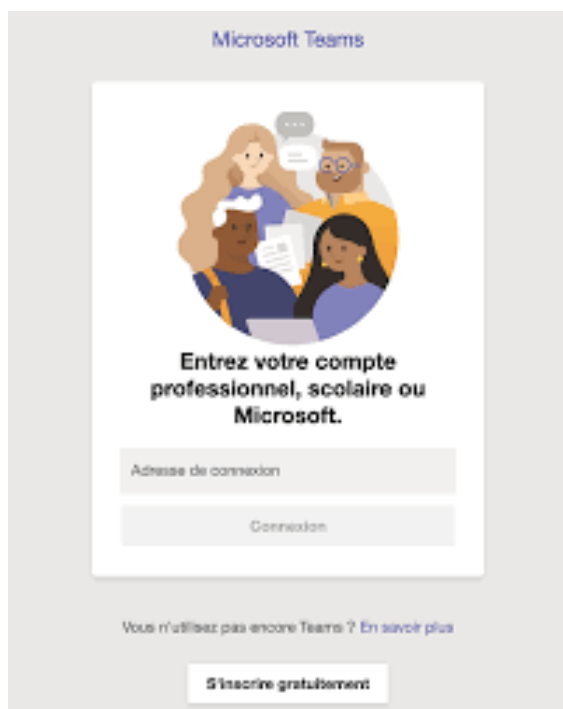 Microsoft Teams
Entrez votre compte
professionnel, scolaire ou
Microsoft.
Adresse de connexion
Connexion
Vous n'utilisez pas encore Teams ? En savoir plus
S'inscrire gratuitement